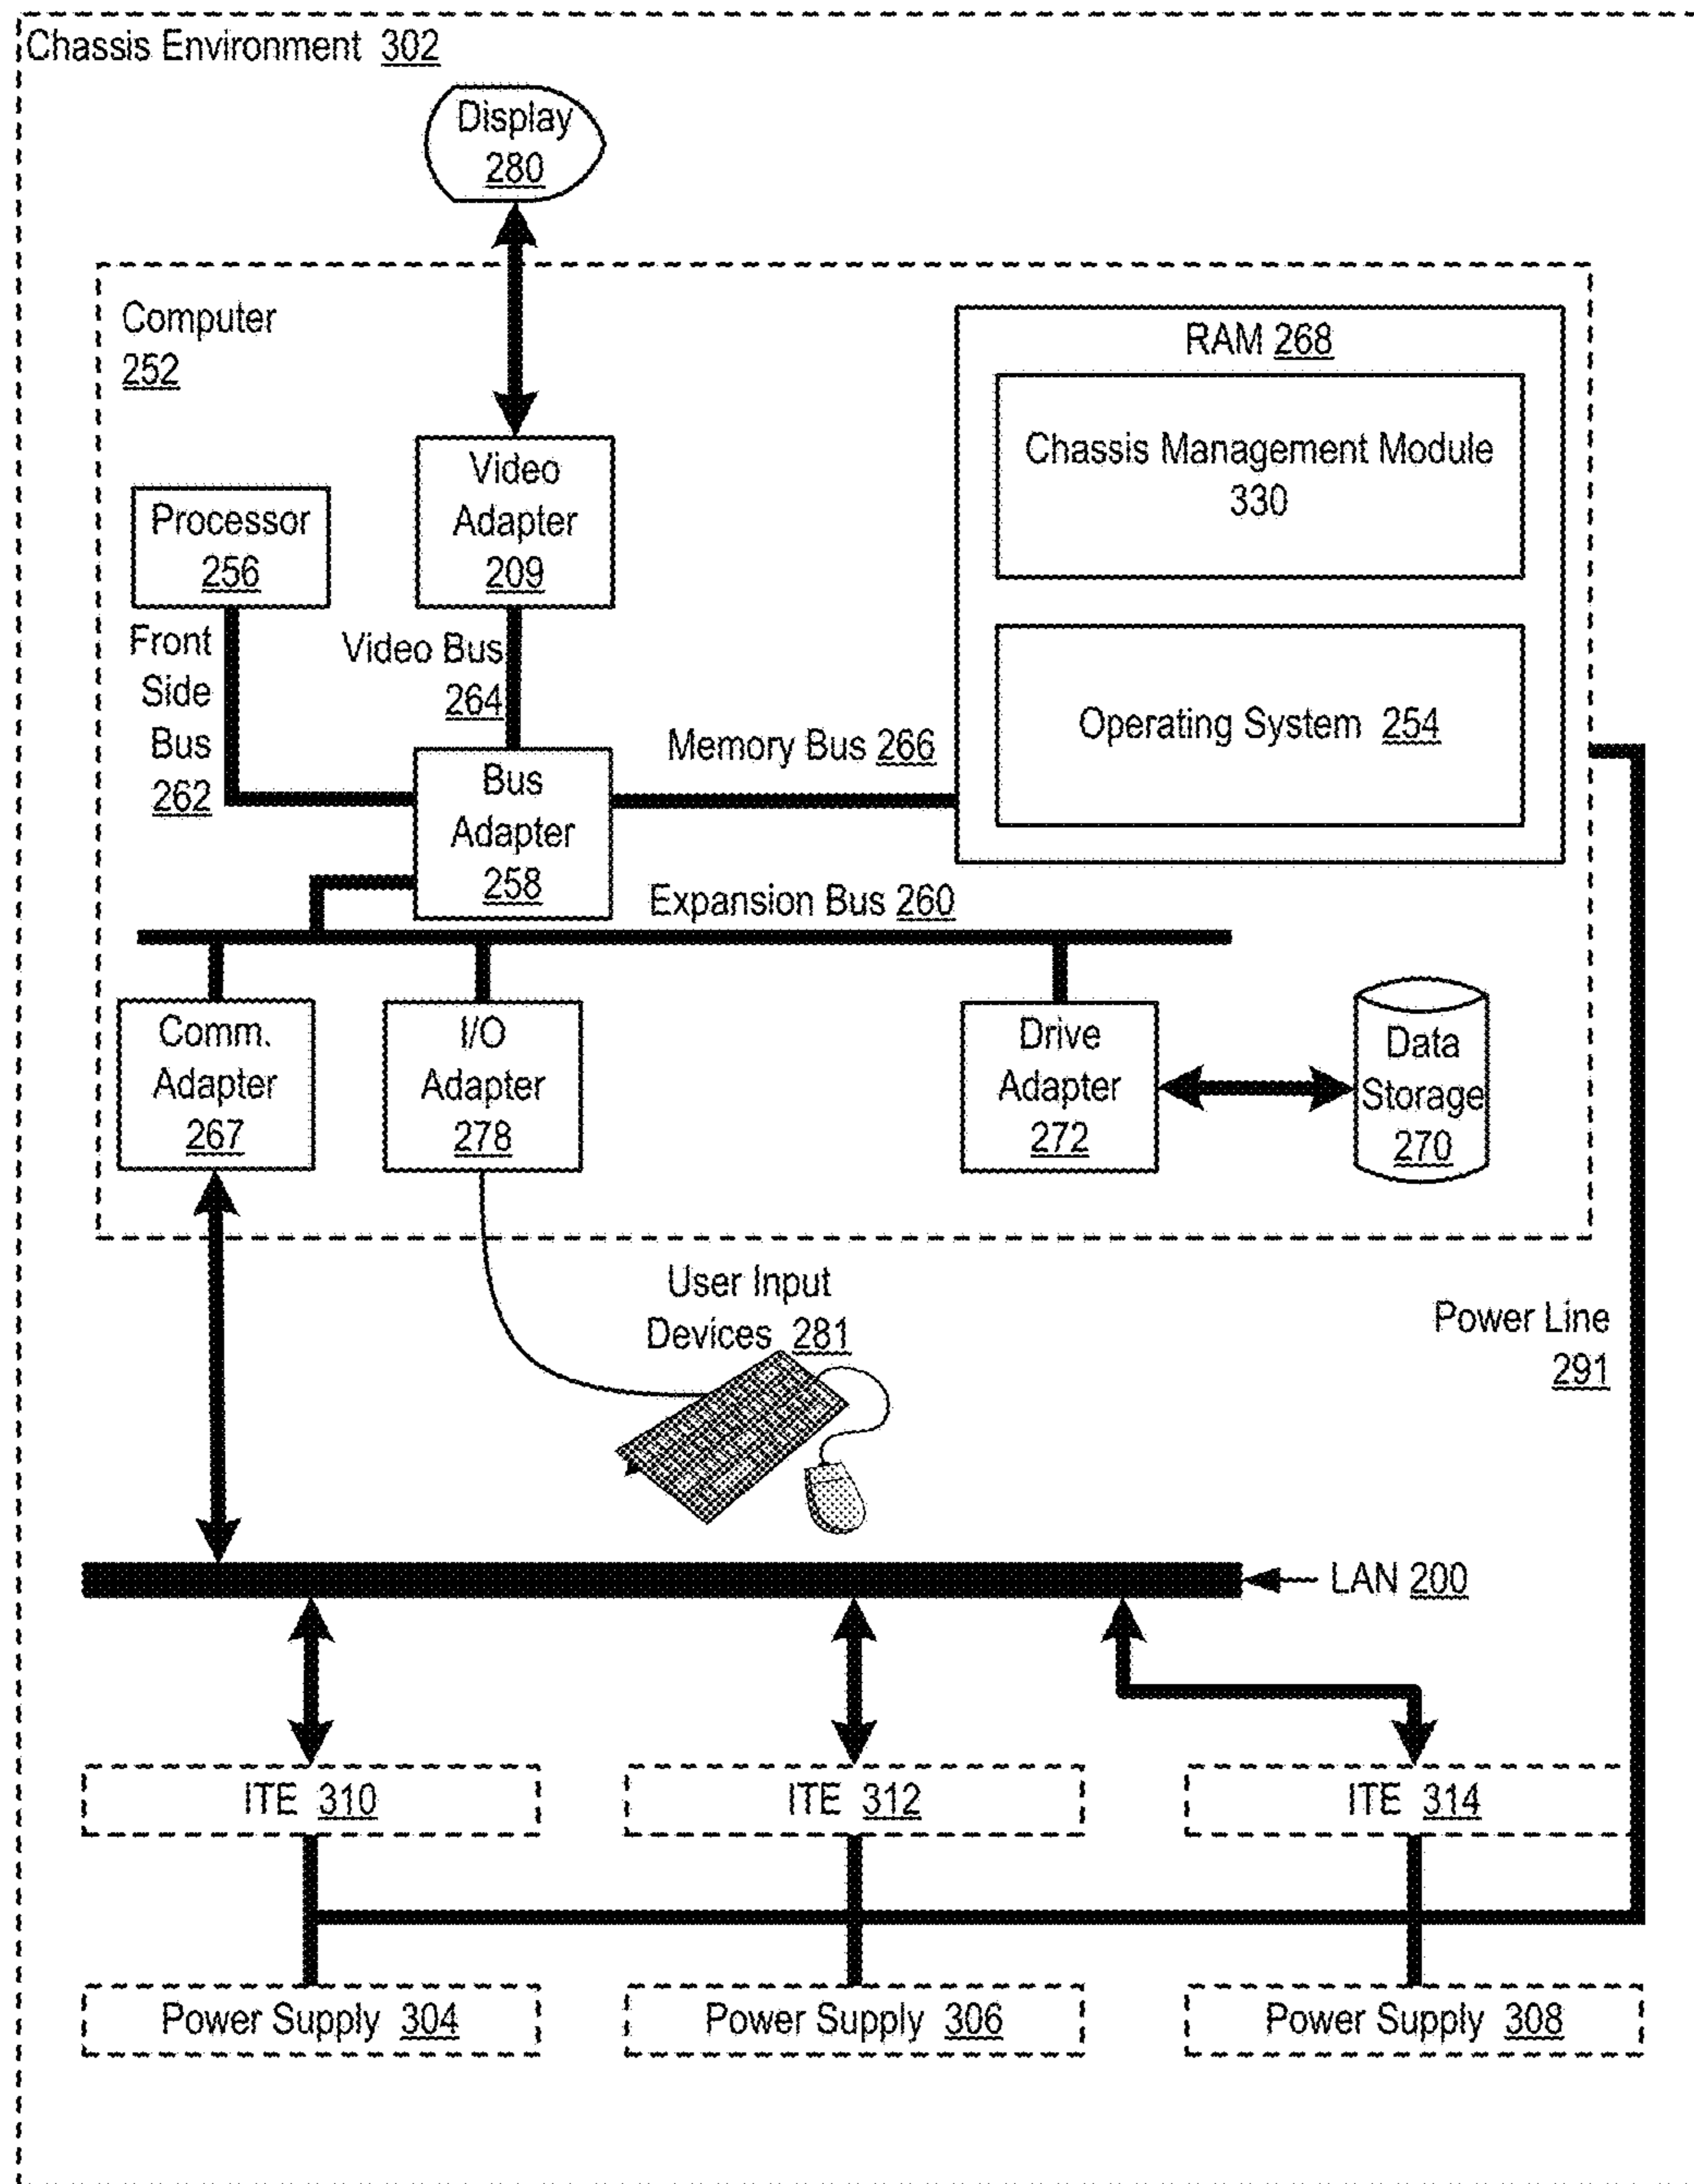 Chassis Environment 302
Display
280
Computer
252
RAM 268
Chassis Management Module
330
Operating System 254
Video
Adapter
209
Processor
256
Front
Side
Bus
262
Video Bus
264
Memory Bus 266
Bus
Adapter
258
Expansion Bus 260
Comm.
Adapter
267
I/O
Adapter
278
Drive
Adapter
272
Data
Storage
270
User Input
Devices 281
Power Line
291
LAN 200
ITE 310
ITE 312
ITE 314
Power Supply 304
Power Supply 306
Power Supply 308